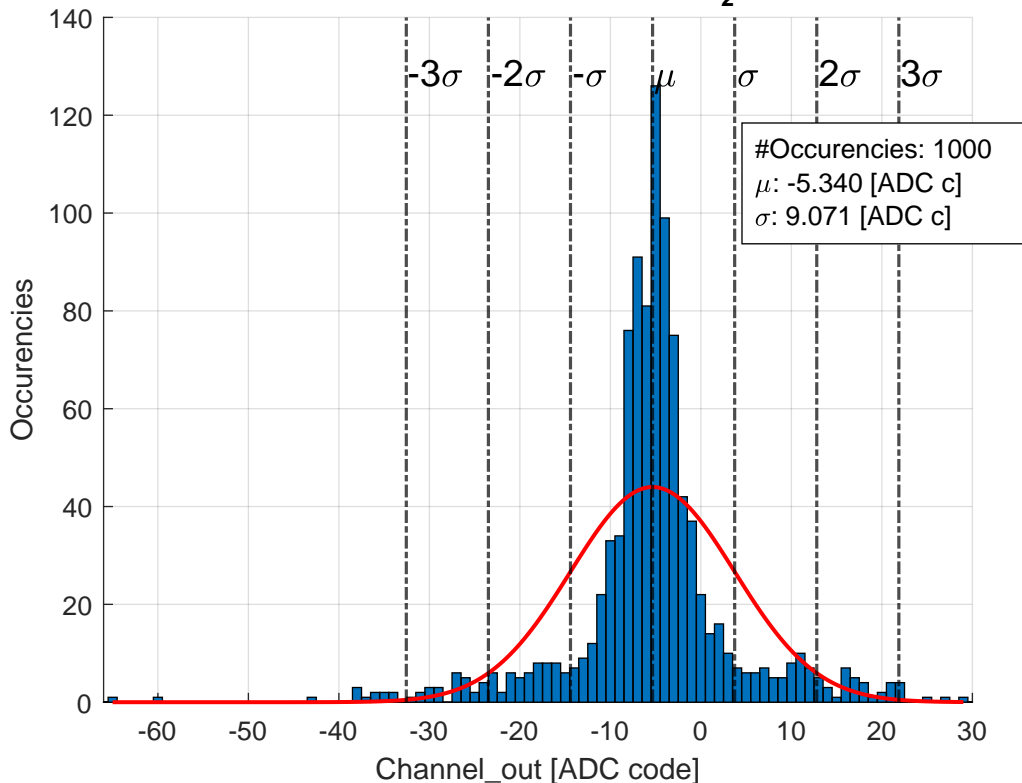 2
140
120
100
80
60
40
20
0
-3σ -2σ -σ μ σ 2σ 3σ
#Occurencies: 1000
μ: -5.340 [ADC c]
σ: 9.071 [ADC c]
Occurencies
-60 -50 -40 -30 -20 -10 0 10 20 30
Channel_out [ADC code]